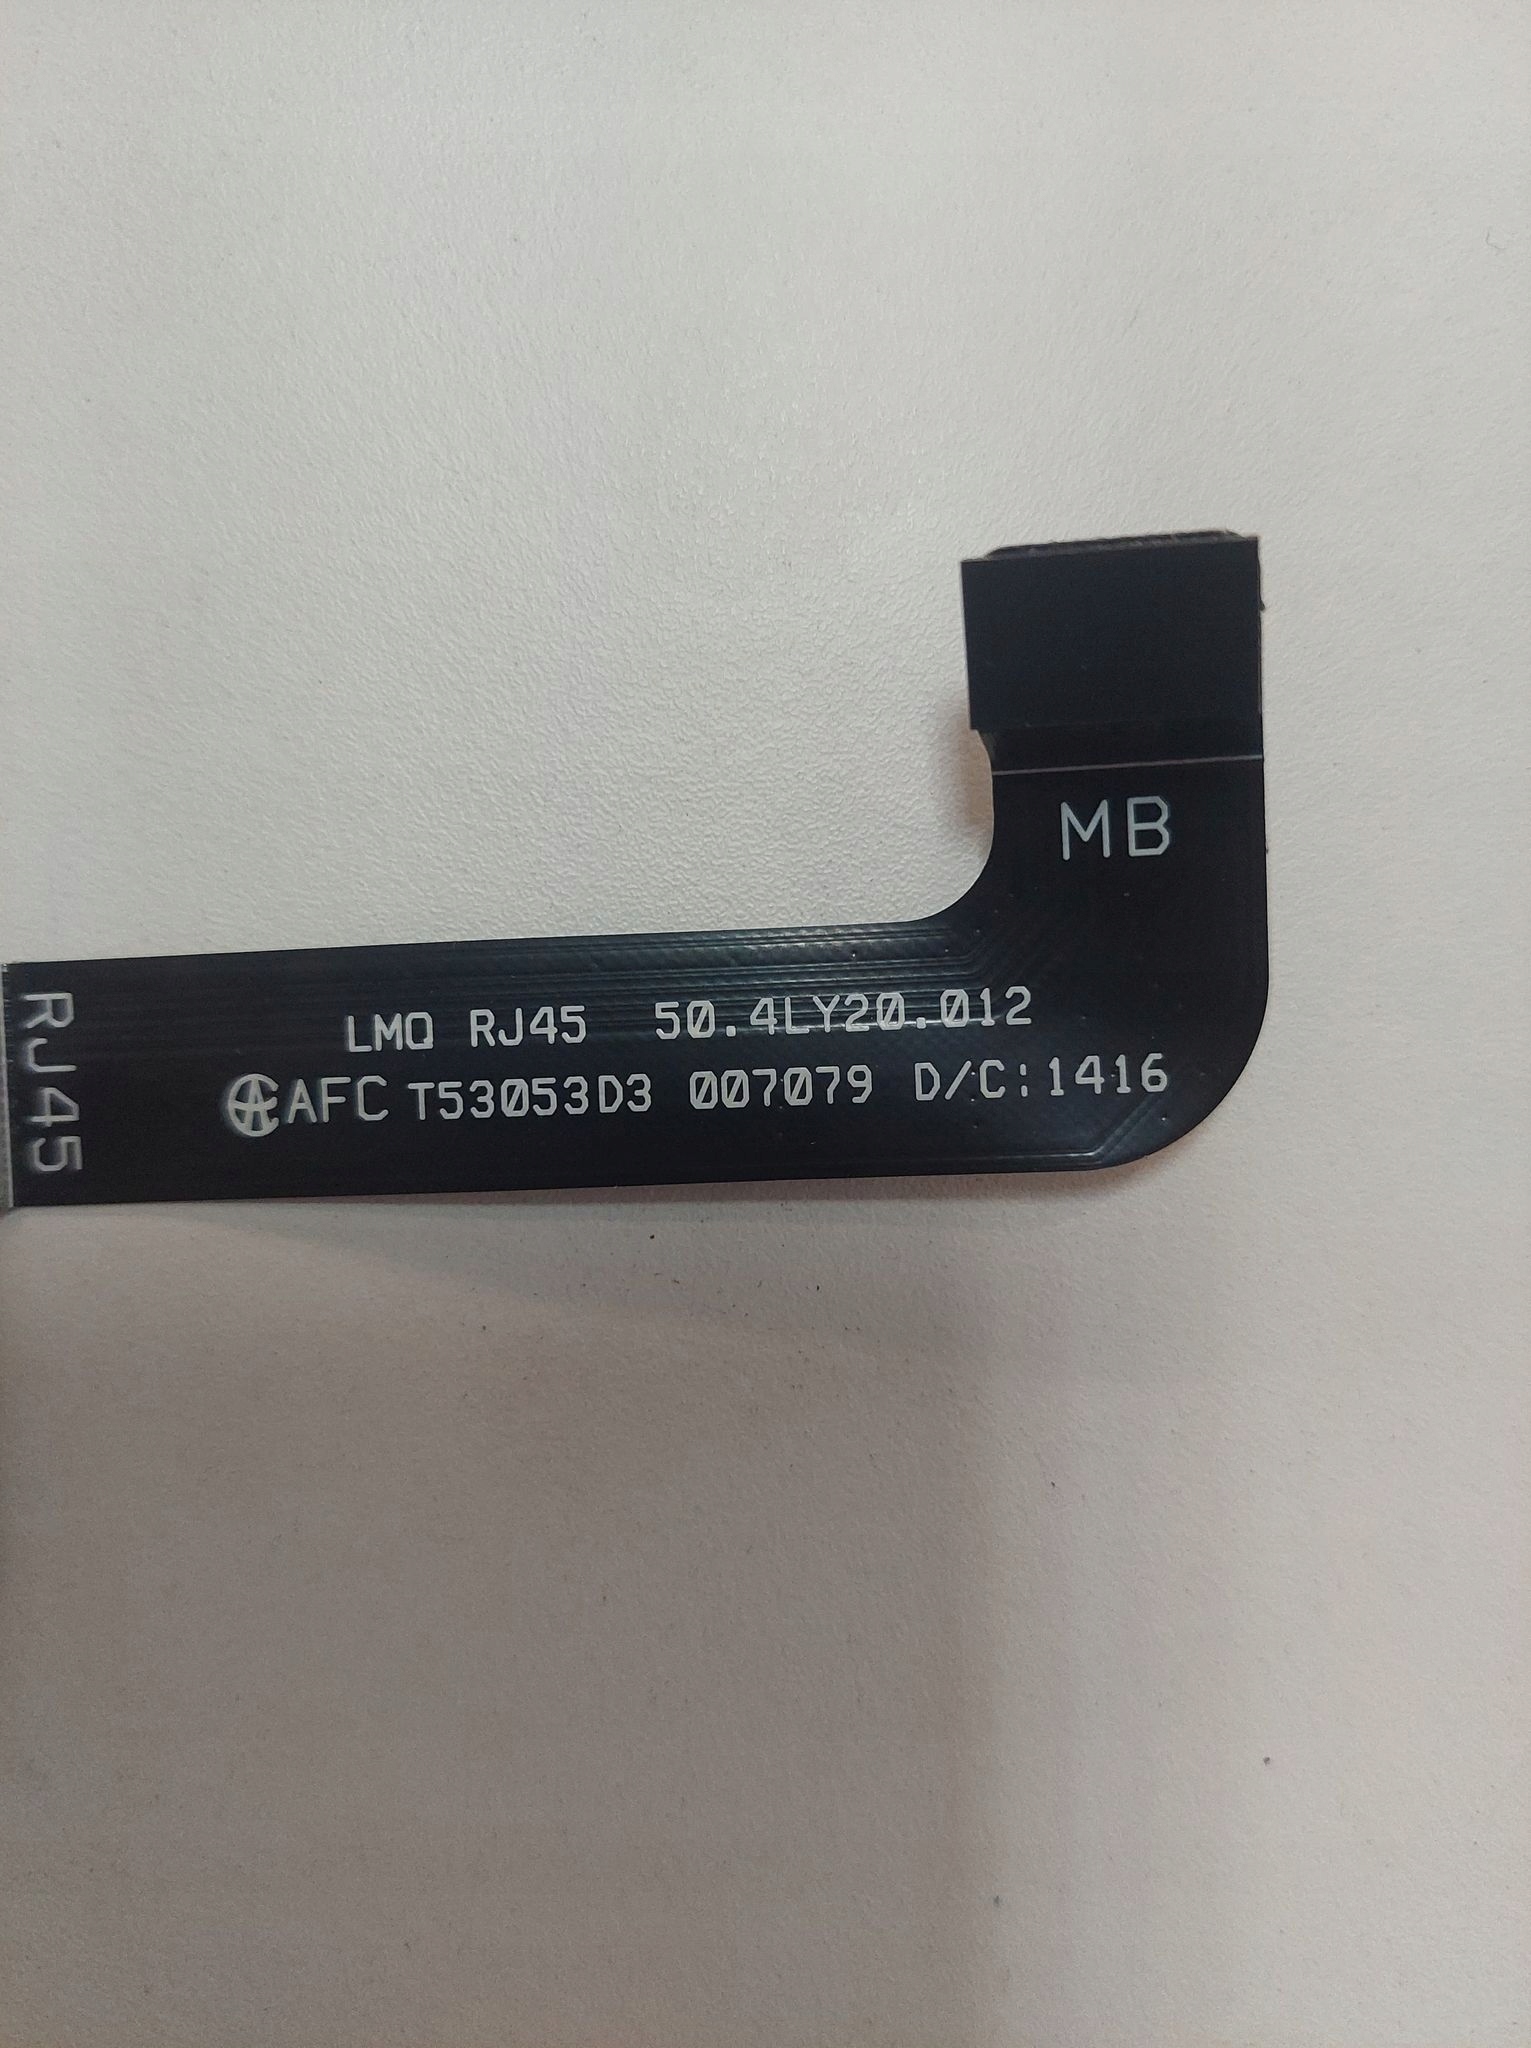 MB
LMQ RJ45 50.4LY20.012
AFC T53053D3 007079 D/C:1416
RJ45